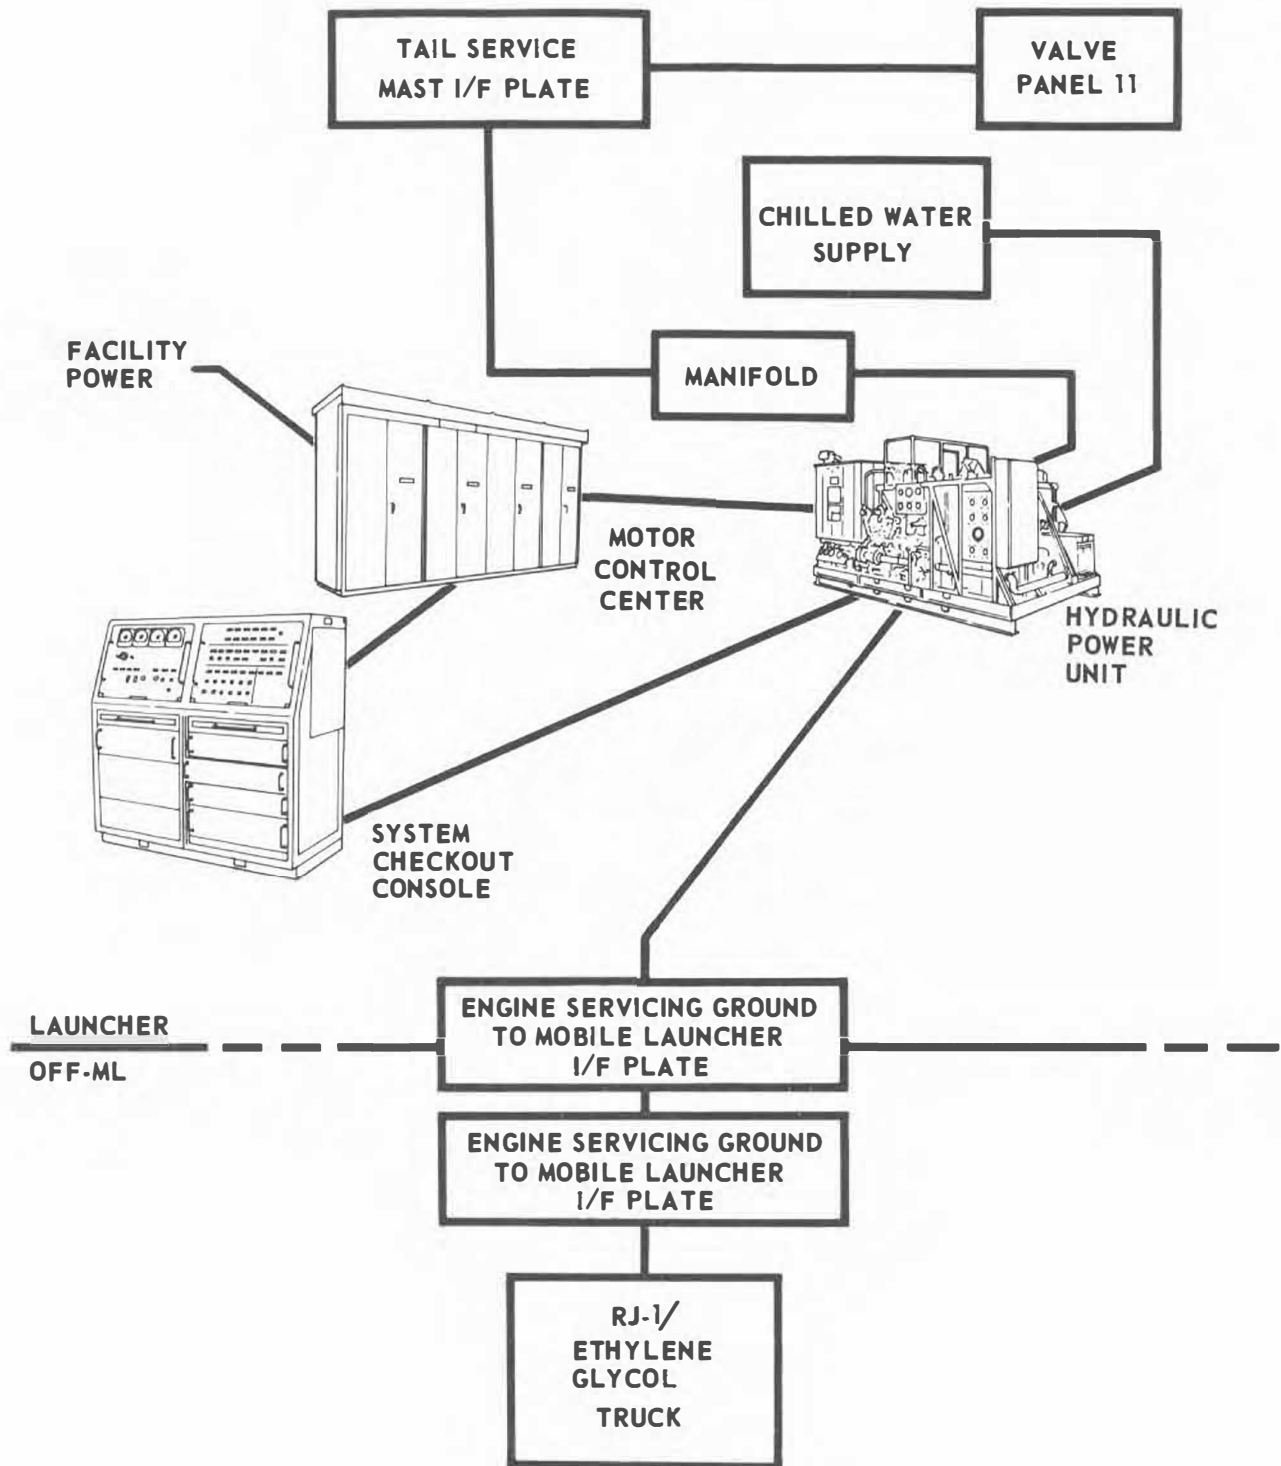 TAIL SERVICE
MAST I/F PLATE
VALVE
PANEL 11
CHILLED WATER
SUPPLY
FACILITY
POWER
MANIFOLD
MOTOR
CONTROL
CENTER
HYDRAULIC
POWER
UNIT
SYSTEM
CHECKOUT
CONSOLE
LAUNCHER
OFF-ML
ENGINE SERVICING GROUND
TO MOBILE LAUNCHER
I/F PLATE
ENGINE SERVICING GROUND
TO MOBILE LAUNCHER
I/F PLATE
RJ-1/
ETHYLENE
GLYCOL
TRUCK